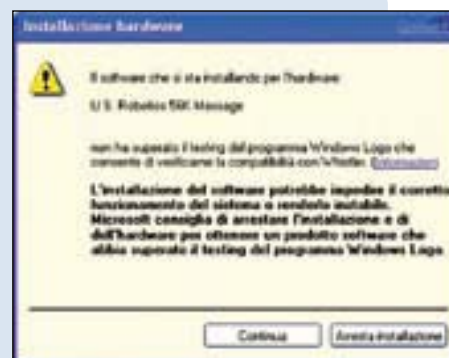 Installazione hardware
Il software che si sta installando per l'hardware:
U.S. Robotics 56K Message
non ha superato il testing del programma Windows Logo che
consente di verificarne la compatibilità con Whistler. (Informazioni)
L'installazione del software potrebbe impedire il corretto
funzionamento del sistema o renderlo instabile.
Microsoft consiglia di arrestare l'installazione e di
dell'hardware per ottenere un prodotto software che
abbia superato il testing del programma Windows Logo
Continua
Arresta installazione